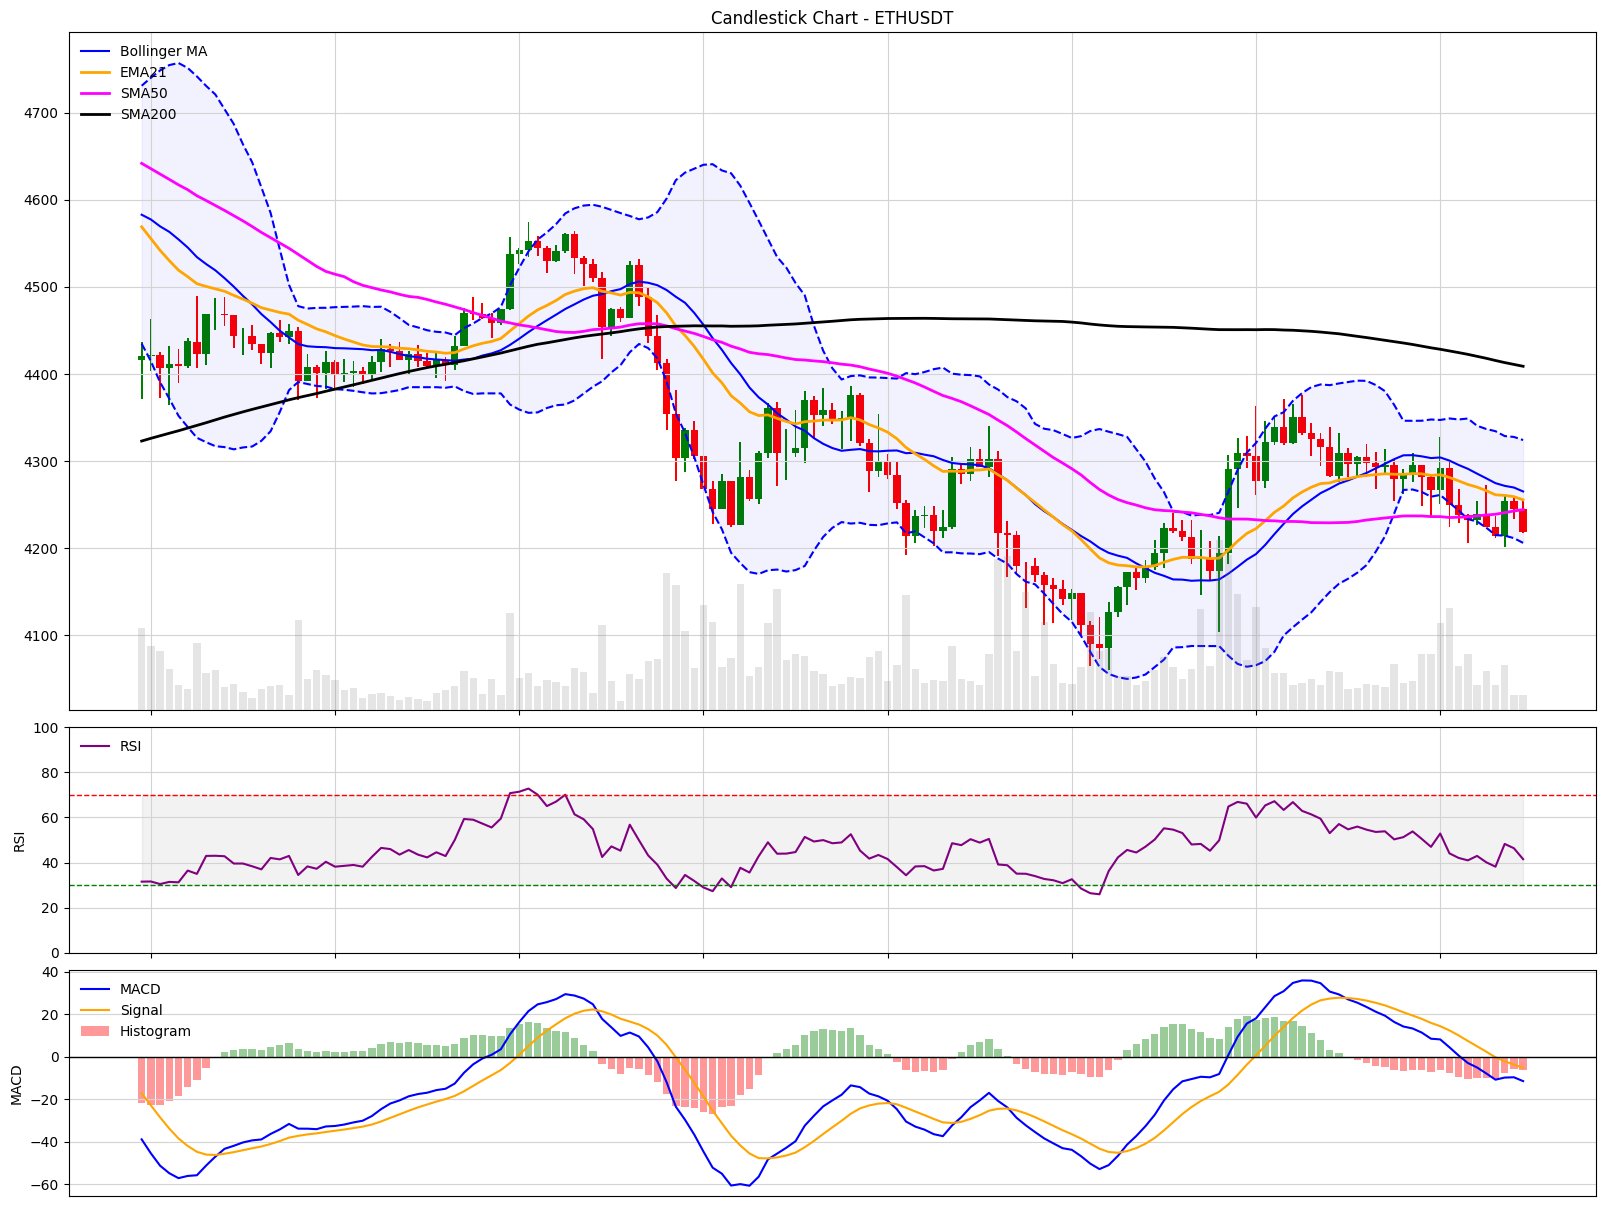 Candlestick Chart - ETHUSDT
Bollinger MA
EMA21
SMA50
SMA200
4700
4600
4500
4400
4300
4200
4100
100
80
60
40
20
0
RSI
RSI
40
20
0
−20
−40
−60
MACD
MACD
Signal
Histogram